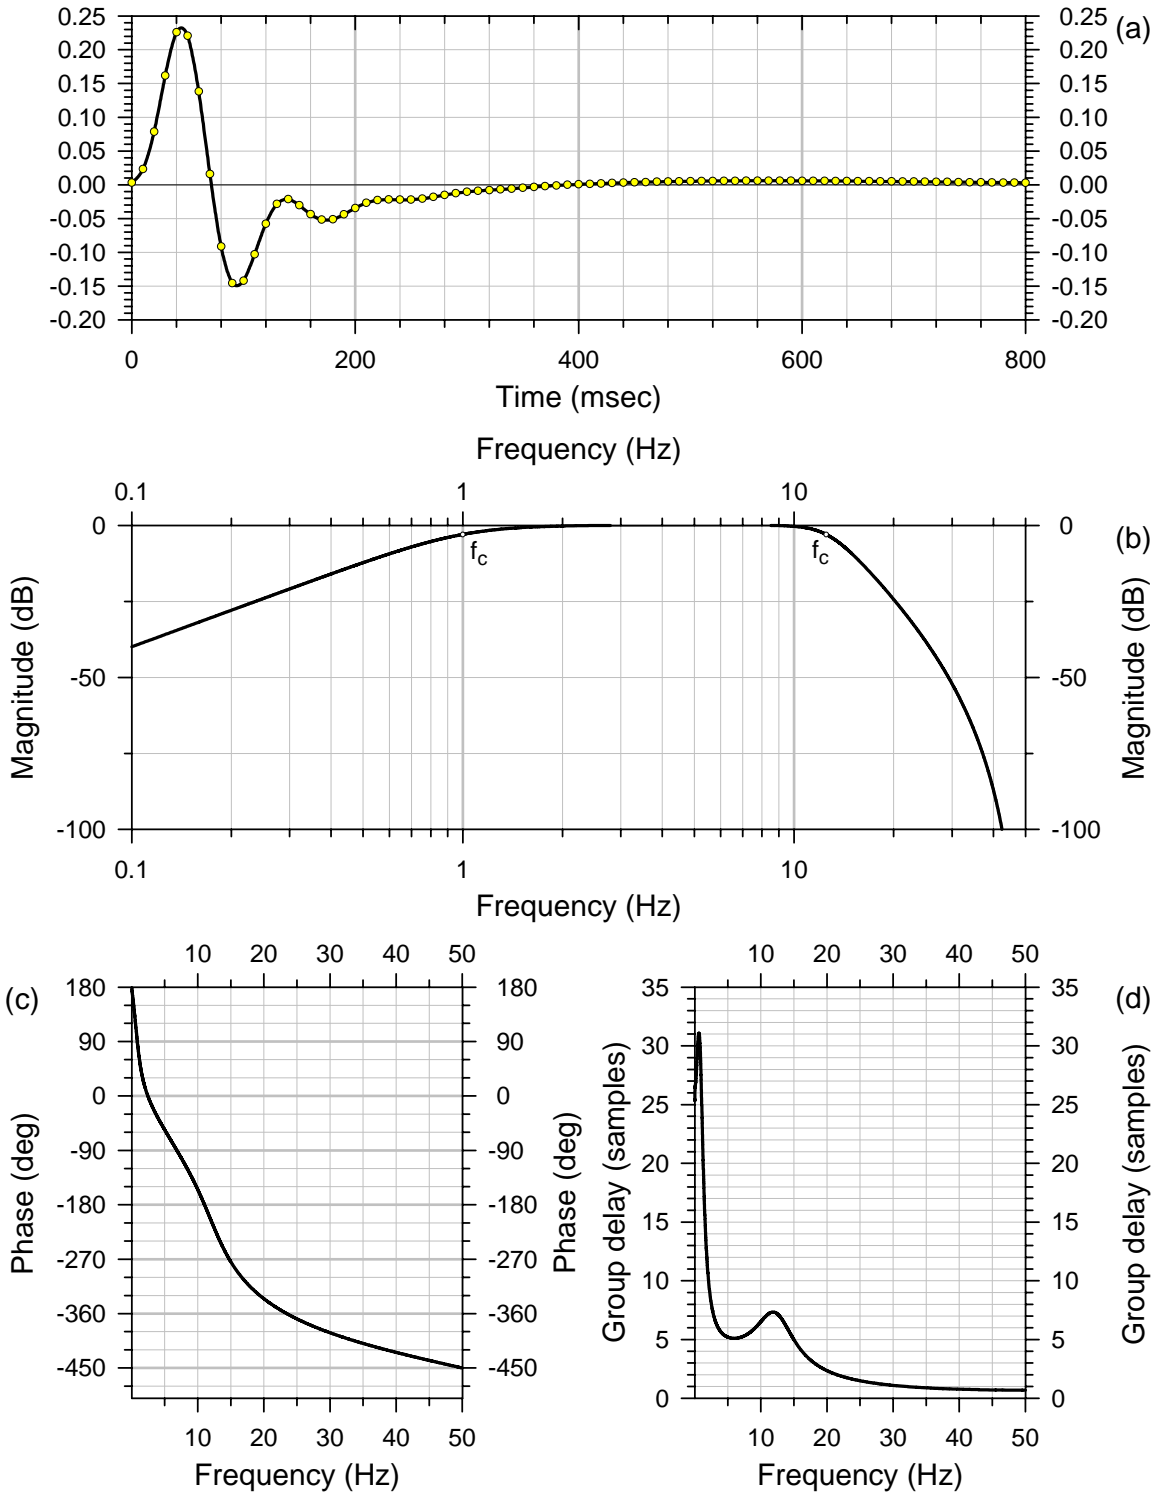 0.25 0.25 (a)
0.20 0.20
0.15 0.15
0.10 0.10
0.05 0.05
0.00 0.00
-0.05 -0.05
-0.10 -0.10
-0.15 -0.15
-0.20 -0.20
0 200 400 600 800
Time (msec)
Frequency (Hz)
0.1 1 10
0 0 (b)
fc fc
Magnitude (dB)
Magnitude (dB)
-50 -50
-100 -100
0.1 1 10
Frequency (Hz)
10 20 30 40 50
(c) 180 180
90 90
0 0
-90 -90
-180 -180
-270 -270
-360 -360
-450 -450
Phase (deg)
Phase (deg)
10 20 30 40 50
Frequency (Hz)
10 20 30 40 50
35 35 (d)
30 30
25 25
20 20
15 15
10 10
5 5
0 0
Group delay (samples)
Group delay (samples)
10 20 30 40 50
Frequency (Hz)